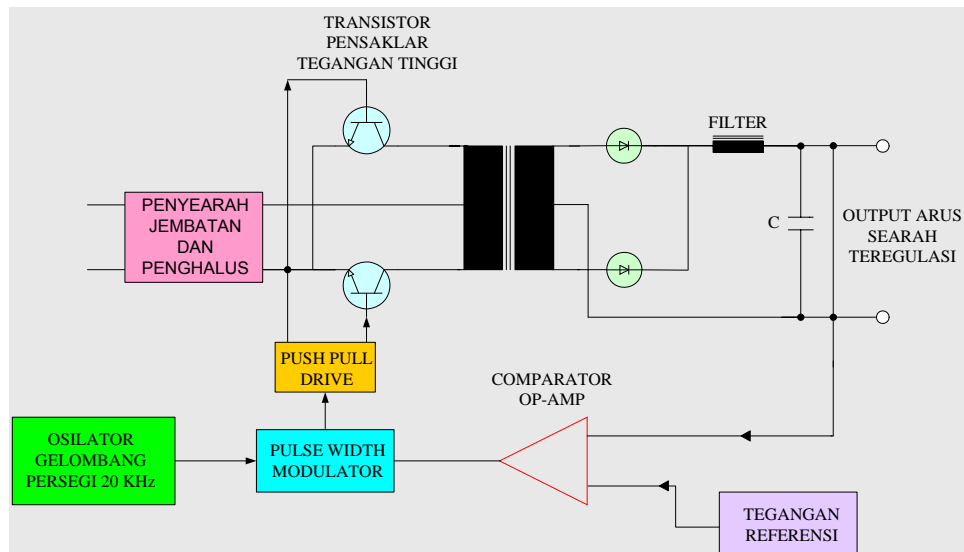 TRANSISTOR
PENSAKLAR
TEGANGAN TINGGI
FILTER
PENYEARAH
JEMBATAN
DAN
PENGHALUS
C
OUTPUT ARUS
SEARAH
TEREGULASI
PUSH PULL
DRIVE
COMPARATOR
OP-AMP
OSILATOR
GELOMBANG
PERSEGI 20 KHz
PULSE WIDTH
MODULATOR
TEGANGAN
REFERENSI